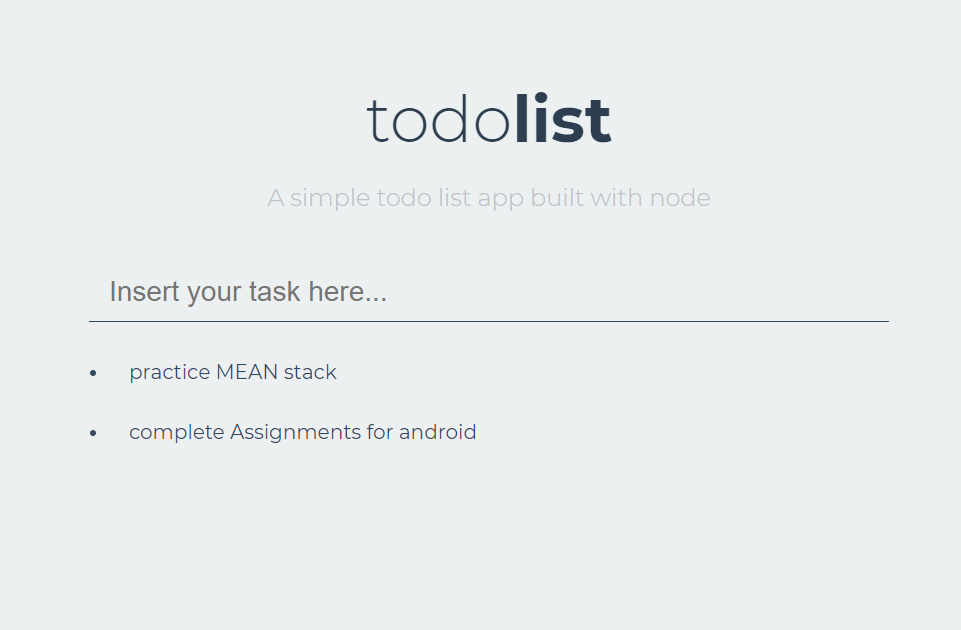 todolist
A simple todo list app built with node
Insert your task here...
• practice MEAN stack
• complete Assignments for android